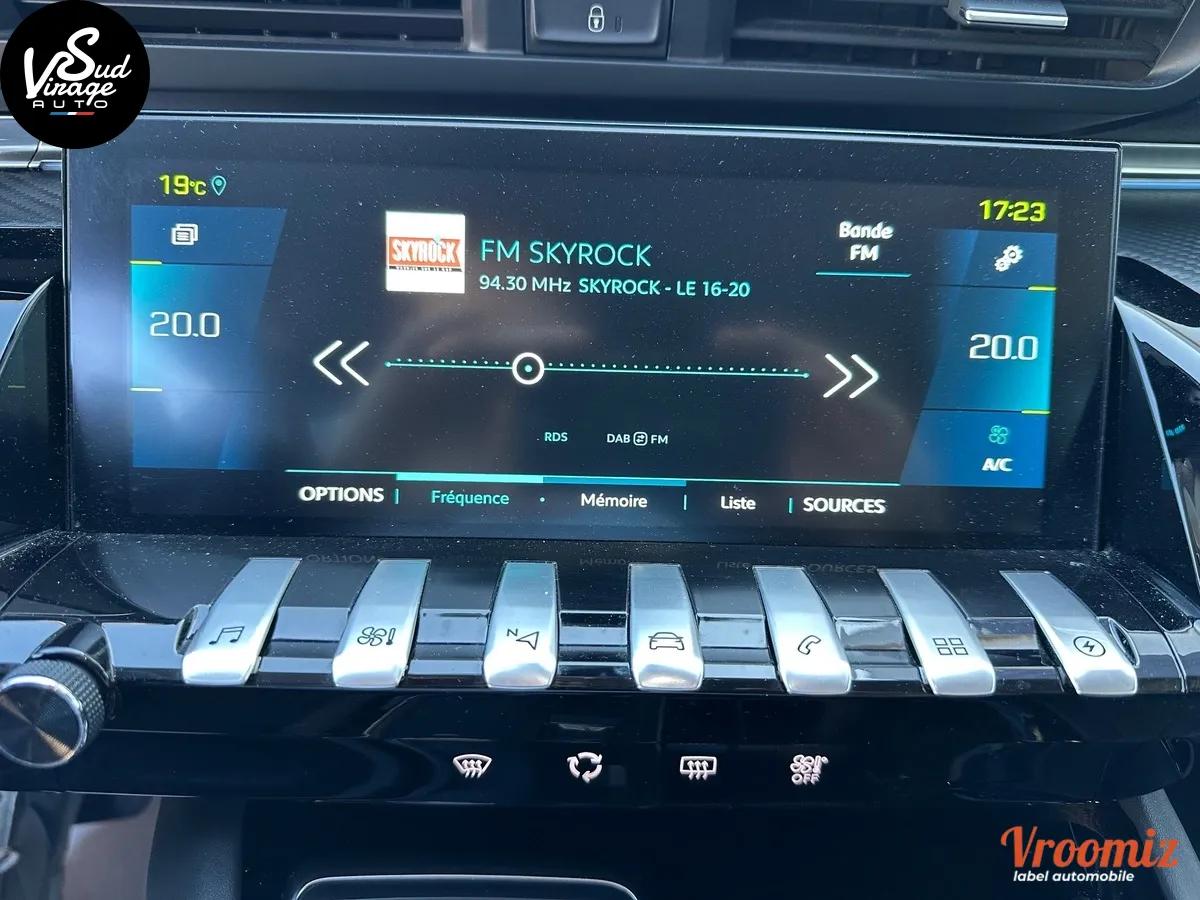 Sud
Virage
AUTO
19°C
17:23
SKYROCK
FM SKYROCK
94.30 MHz SKYROCK - LE 16-20
Bande
FM
20.0
20.0
RDS
DAB FM
A/C
OPTIONS | Fréquence • Mémoire | Liste | SOURCES
N
OFF
Vroomiz
label automobile